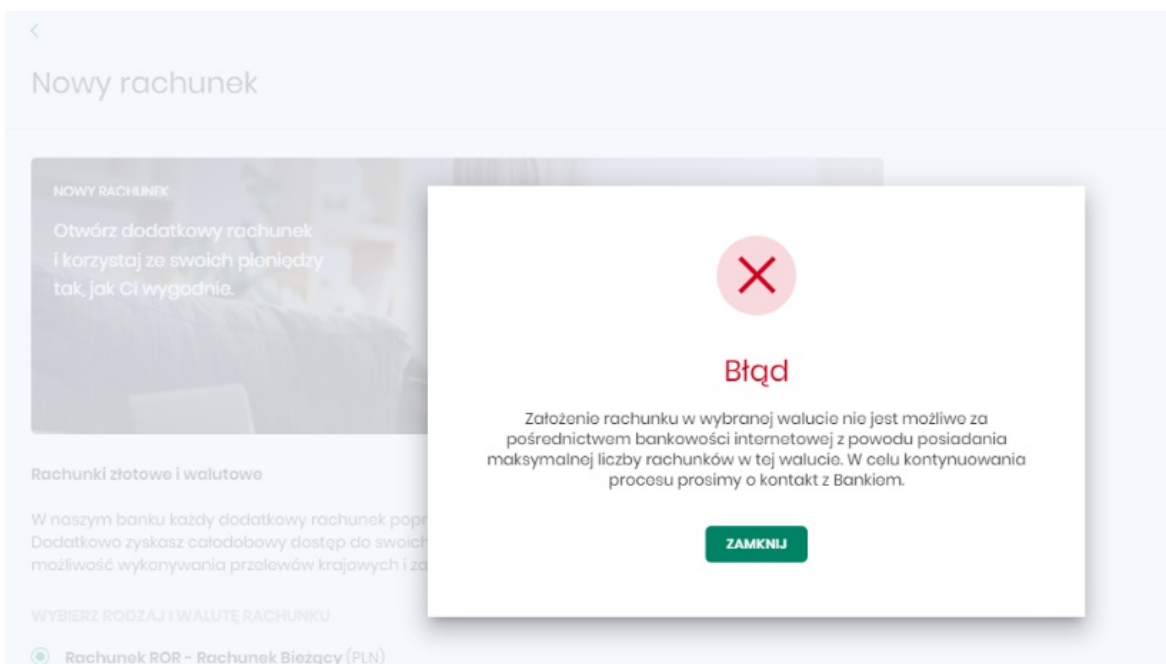 Nowy rachunek
NOWY RACHUNEK
Otwórz dodatkowy rachunek
i korzystaj ze swoich pieniędzy
tak, jak Ci wygodnie.
Błąd
Założenie rachunku w wybranej walucie nie jest możliwe za
pośrednictwem bankowości internetowej z powodu posiadania
maksymalnej liczby rachunków w tej walucie. W celu kontynuowania
procesu prosimy o kontakt z Bankiem.
ZAMKNIJ
Rachunki złotowe i walutowe
W naszym banku każdy dodatkowy rachunek
Dodatkowo zyskasz całodobowy dostęp do swoich
możliwość wykonywania przelewów krajowych i
WYBIERZ RODZAJ I WALUTĘ RACHUNKU
Rachunek ROR - Rachunek Bieżący (PLN)